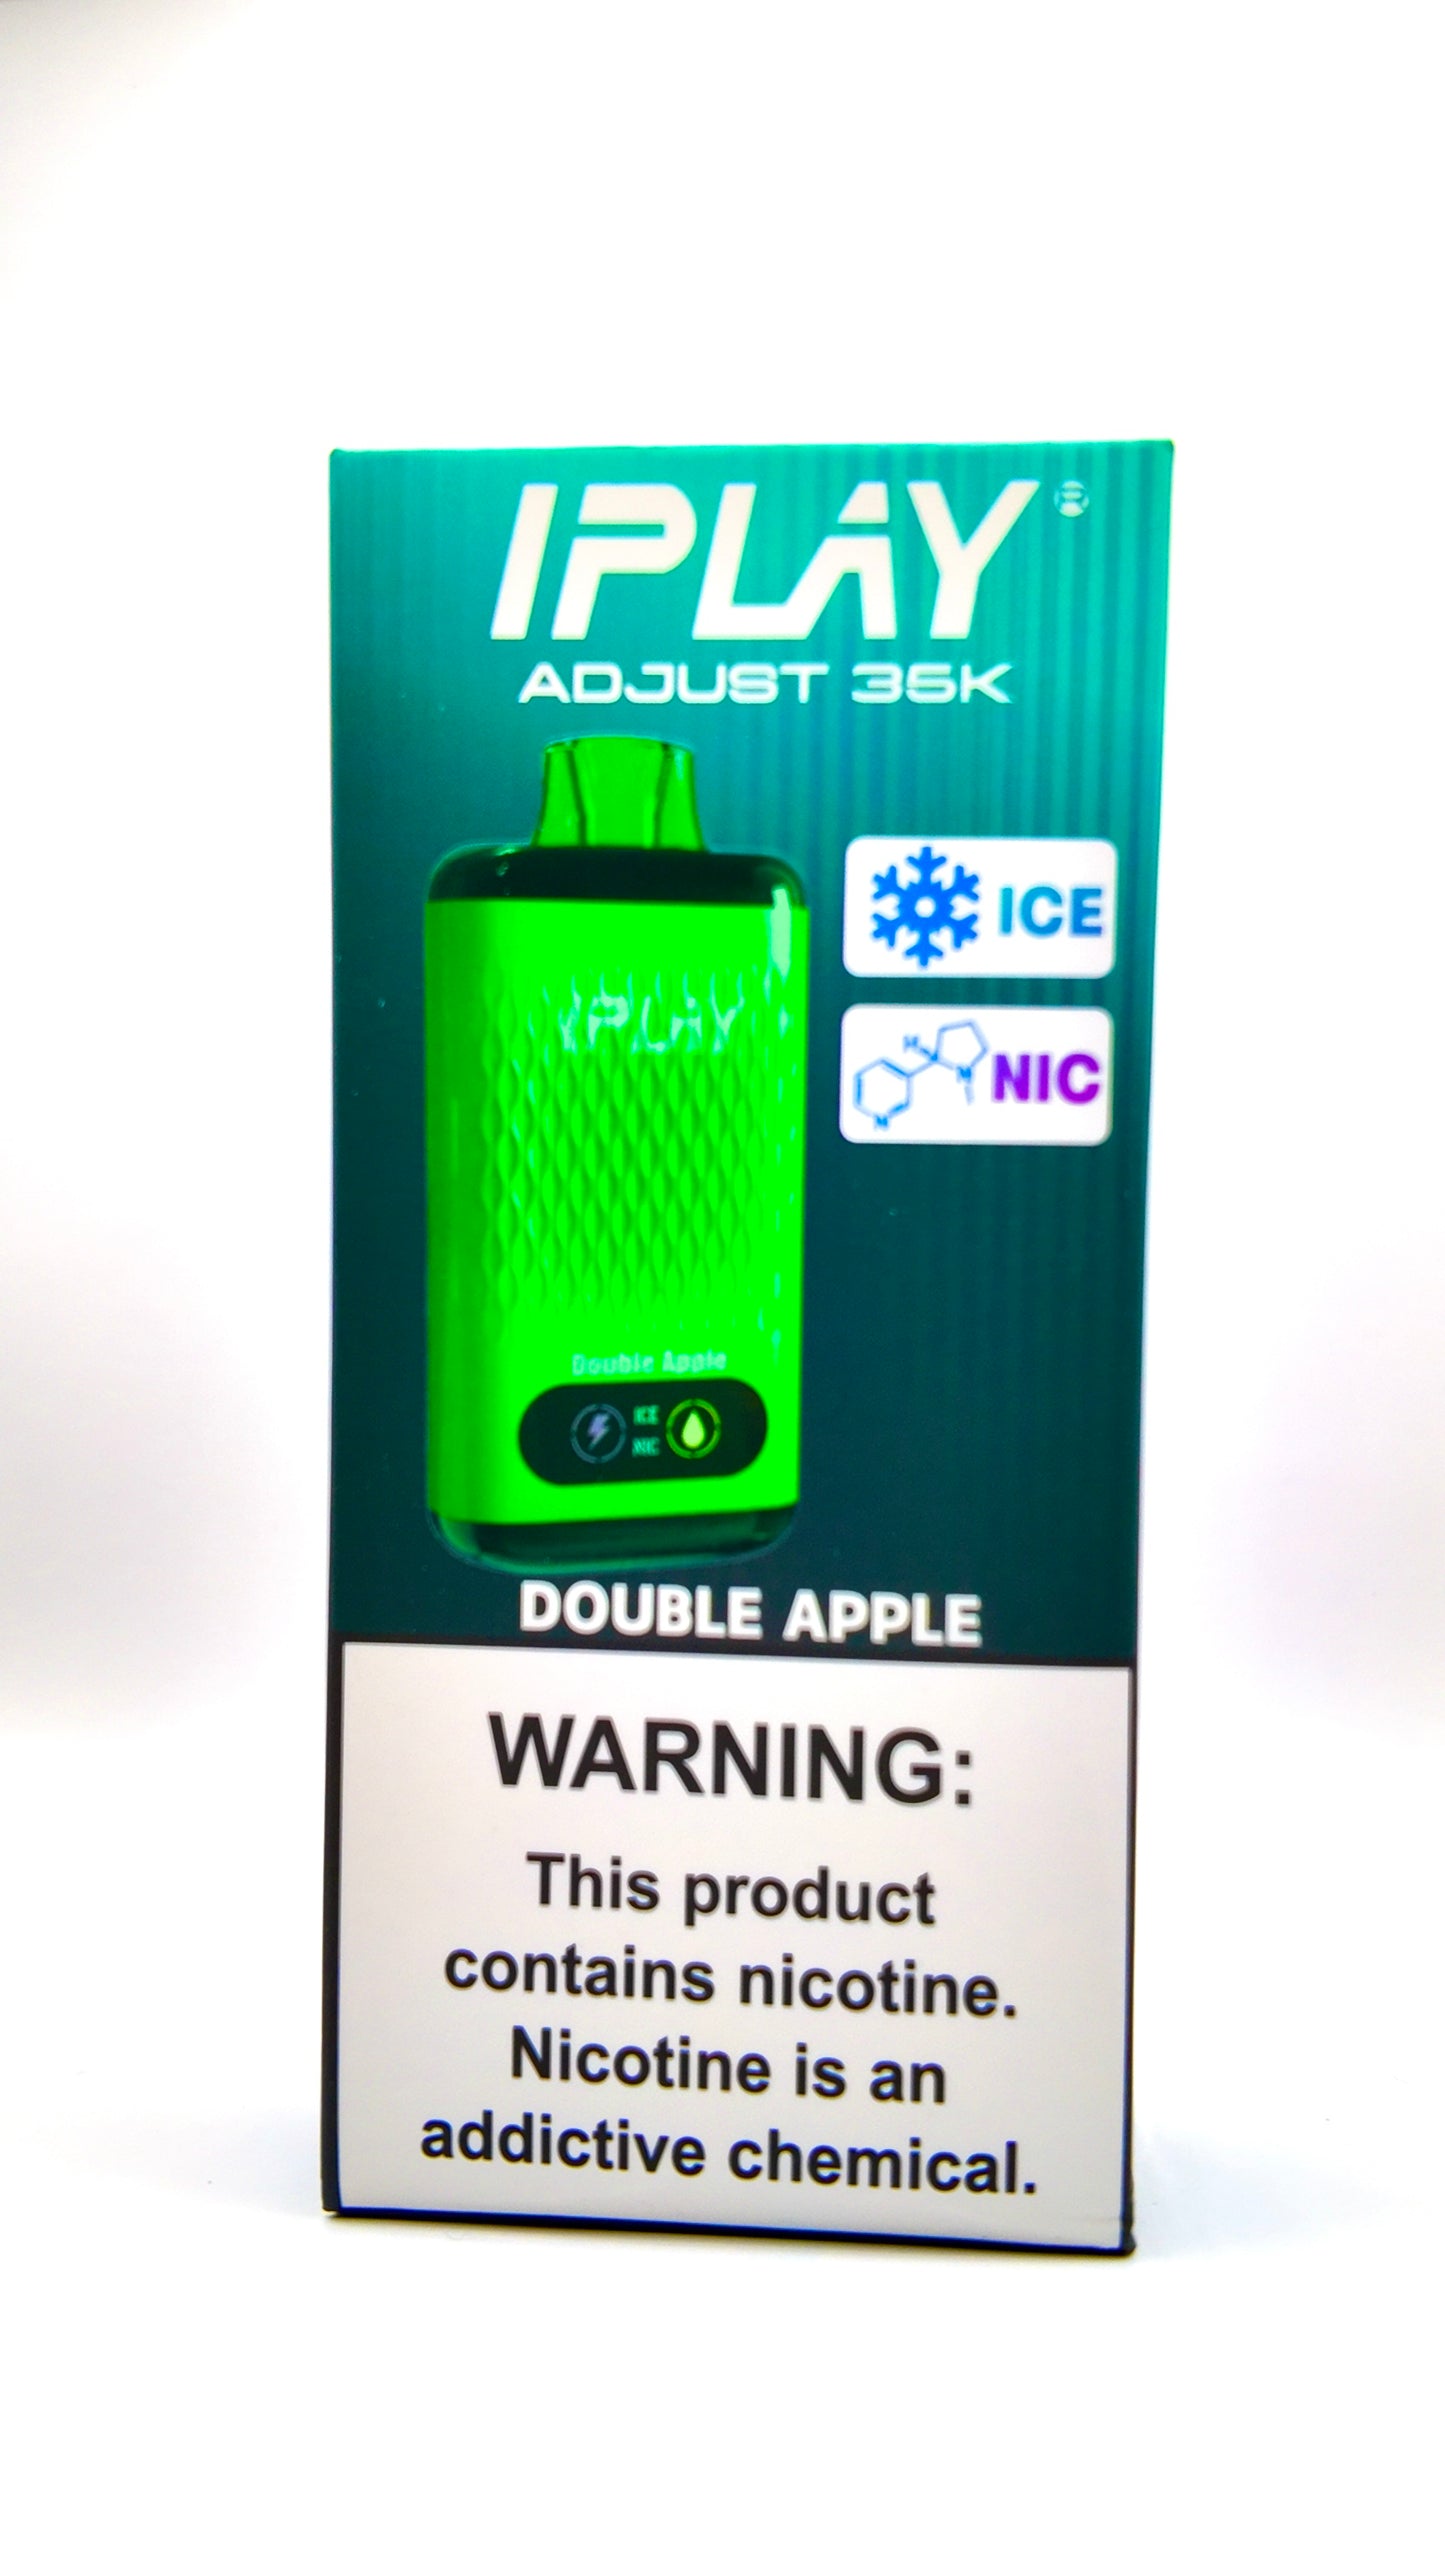 IPLAY®
ADJUST 35K
ICE
H
N
N
NIC
IPLAY
Double Apple
ICE
NIC
DOUBLE APPLE
WARNING:
This product
contains nicotine.
Nicotine is an
addictive chemical.